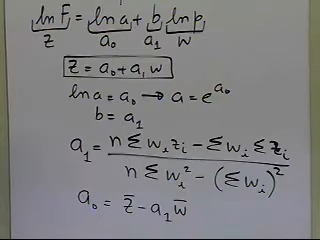 ln F = ln a + b ln p
z a₀ a₁ w
z = a₀ + a₁ w
ln a = a₀ → a = e^{a₀}
b = a₁
a₁ = (n Σ wᵢ zᵢ − Σ wᵢ Σ zᵢ) / (n Σ wᵢ² − (Σ wᵢ)²)
a₀ = z̄ − a₁ w̄